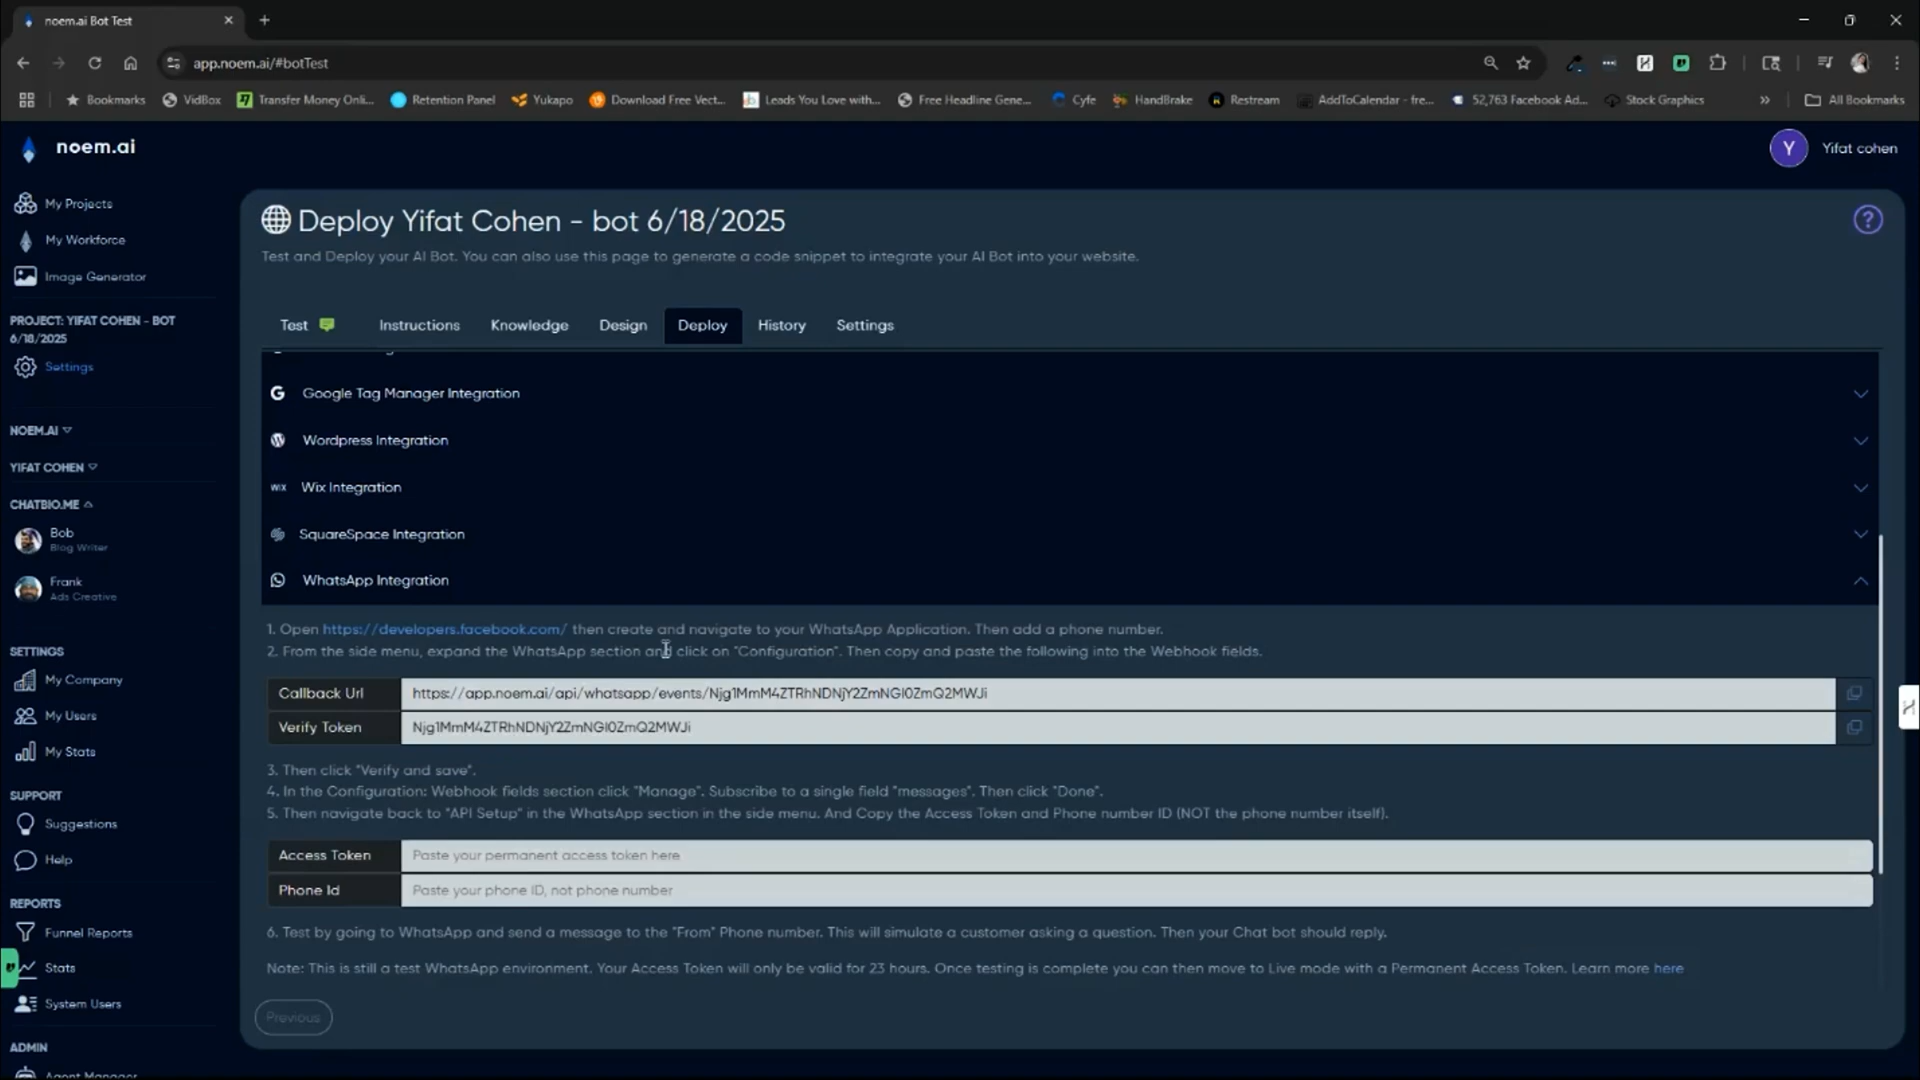 noem.ai Bot Test
app.noem.ai/#botTest
Bookmarks
VidBox
Transfer Money Onli...
Retention Panel
Yukapo
Download Free Vect...
Leads You Love with...
Free Headline Gene...
Cyfe
HandBrake
Restream
AddToCalendar - fre...
52,763 Facebook Ad...
Stock Graphics
»
All Bookmarks
noem.ai
Y
Yifat cohen
My Projects
My Workforce
Image Generator
PROJECT: YIFAT COHEN - BOT
6/18/2025
Settings
NOEM.AI
YIFAT COHEN
CHATBIO.ME
Bob
Blog Writer
Frank
Ads Creative
SETTINGS
My Company
My Users
My Stats
SUPPORT
Suggestions
Help
REPORTS
Funnel Reports
Stats
System Users
ADMIN
Agent Manager
Deploy Yifat Cohen - bot 6/18/2025
Test and Deploy your AI Bot. You can also use this page to generate a code snippet to integrate your AI Bot into your website.
Test
Instructions
Knowledge
Design
Deploy
History
Settings
Google Tag Manager Integration
Wordpress Integration
WIX Wix Integration
SquareSpace Integration
WhatsApp Integration
1. Open https://developers.facebook.com/ then create and navigate to your WhatsApp Application. Then add a phone number.
2. From the side menu, expand the WhatsApp section and click on "Configuration". Then copy and paste the following into the Webhook fields.
Callback Url https://app.noem.ai/api/whatsapp/events/Njg1MmM4ZTRhNDNjY2ZmNGI0ZmQ2MWJi
Verify Token Njg1MmM4ZTRhNDNjY2ZmNGI0ZmQ2MWJi
3. Then click "Verify and save".
4. In the Configuration: Webhook fields section click "Manage". Subscribe to a single field "messages". Then click "Done".
5. Then navigate back to "API Setup" in the WhatsApp section in the side menu. And Copy the Access Token and Phone number ID (NOT the phone number itself).
Access Token Paste your permanent access token here
Phone Id Paste your phone ID, not phone number
6. Test by going to WhatsApp and send a message to the "From" Phone number. This will simulate a customer asking a question. Then your Chat bot should reply.
Note: This is still a test WhatsApp environment. Your Access Token will only be valid for 23 hours. Once testing is complete you can then move to Live mode with a Permanent Access Token. Learn more here
Previous